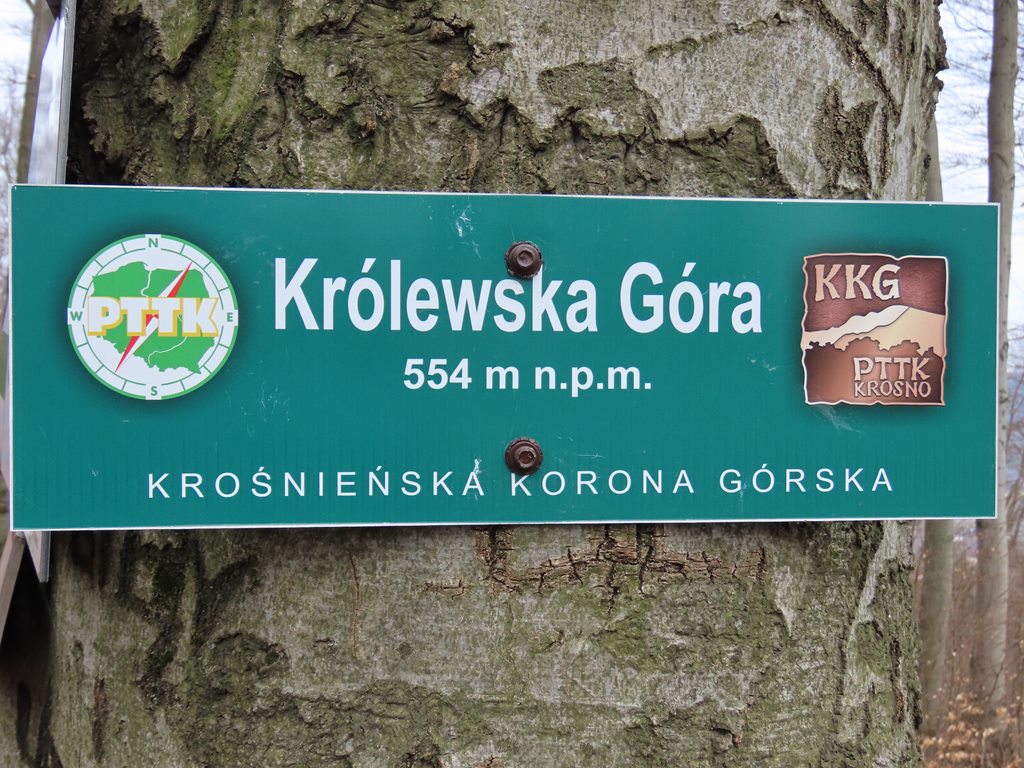 N
W E
S
PTTK
Królewska Góra
554 m n.p.m.
KKG
PTTK
KROSNO
KROŚNIEŃSKA KORONA GÓRSKA